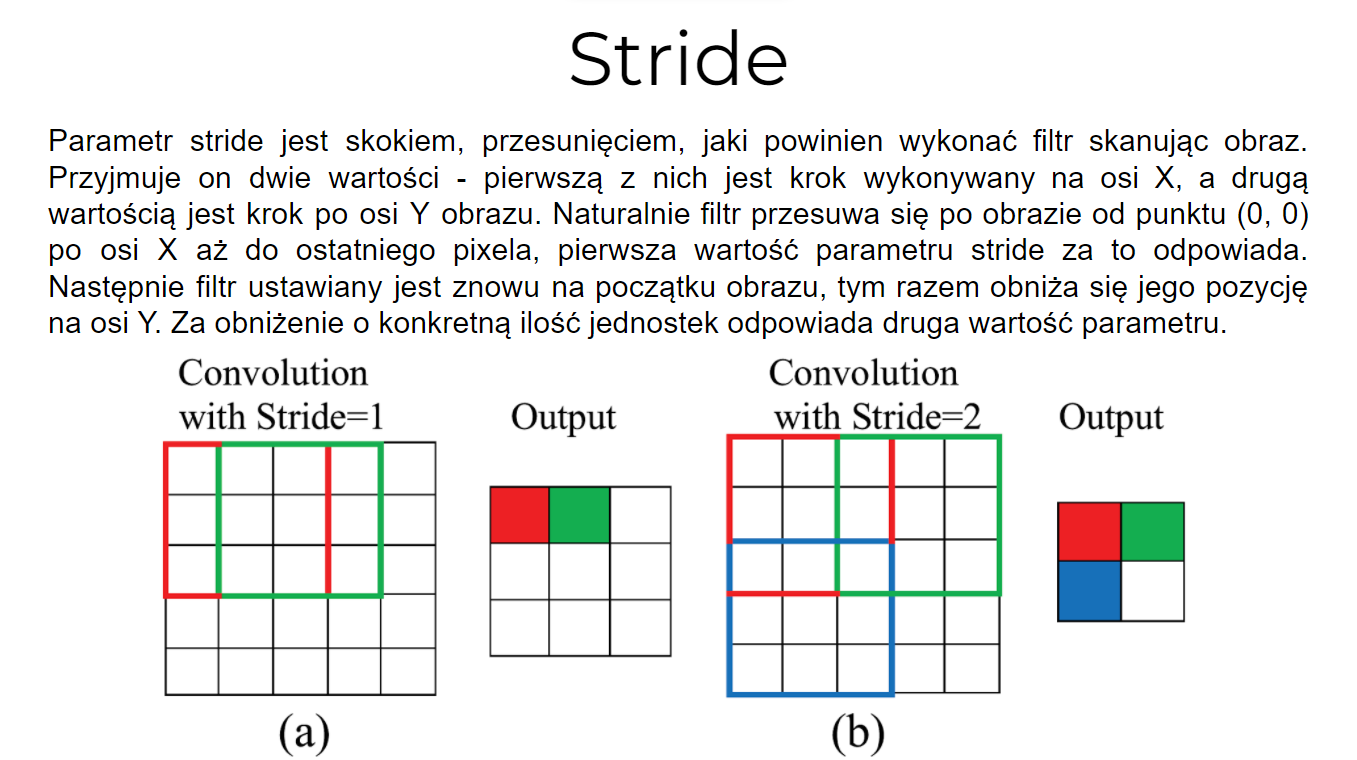 Stride
Parametr stride jest skokiem, przesunięciem, jaki powinien wykonać filtr skanując obraz.
Przyjmuje on dwie wartości - pierwszą z nich jest krok wykonywany na osi X, a drugą
wartością jest krok po osi Y obrazu. Naturalnie filtr przesuwa się po obrazie od punktu (0, 0)
po osi X aż do ostatniego pixela, pierwsza wartość parametru stride za to odpowiada.
Następnie filtr ustawiany jest znowu na początku obrazu, tym razem obniża się jego pozycję
na osi Y. Za obniżenie o konkretną ilość jednostek odpowiada druga wartość parametru.
Convolution
with Stride=1
Output
Convolution
with Stride=2
Output
(a)
(b)